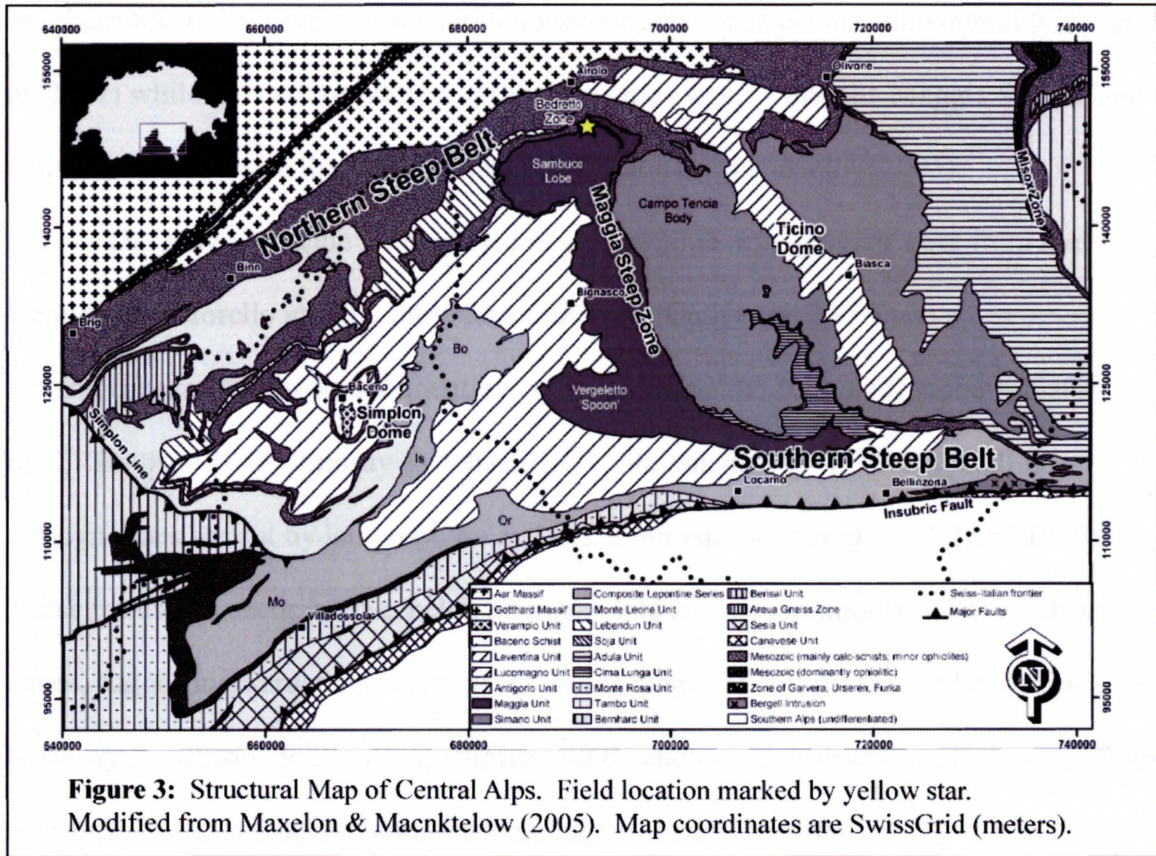 640000 660000 680000 700000 720000 740000
155000 155000
140000 140000
125000 125000
110000 110000
95000 95000
Airolo
Olivone
Bedretto
Zone
Northern Steep Belt
Sambuco
Lobe
Misox Zone
Campo Tencia
Body
Ticino
Dome
Maggia Steep Zone
Binn
Biasca
Bignasco
Brig
Bo
Baceno
Simplon
Dome
Vergeletto
'Spoon'
Simplon Line
Is
Southern Steep Belt
Locarno
Bellinzona
Or
Insubric Fault
Mo
Villadossola
Aar Massif
Gotthard Massif
Verampio Unit
Baceno Schist
Leventina Unit
Lucomagno Unit
Antigorio Unit
Maggia Unit
Simano Unit
Composite Lepontine Series
Monte Leone Unit
Lebendun Unit
Soja Unit
Adula Unit
Cima Lunga Unit
Monte Rosa Unit
Tambo Unit
Bernhard Unit
Berisal Unit
Areua Gneiss Zone
Sesia Unit
Canavese Unit
Mesozoic (mainly calc-schists; minor ophiolites)
Mesozoic (dominantly ophiolitic)
Zone of Garvera, Urseren, Furka
Bergell Intrusion
Southern Alps (undifferentiated)
Swiss-Italian frontier
Major Faults
N
640000 660000 680000 700000 720000 740000
Figure 3: Structural Map of Central Alps. Field location marked by yellow star.
Modified from Maxelon & Macnktelow (2005). Map coordinates are SwissGrid (meters).